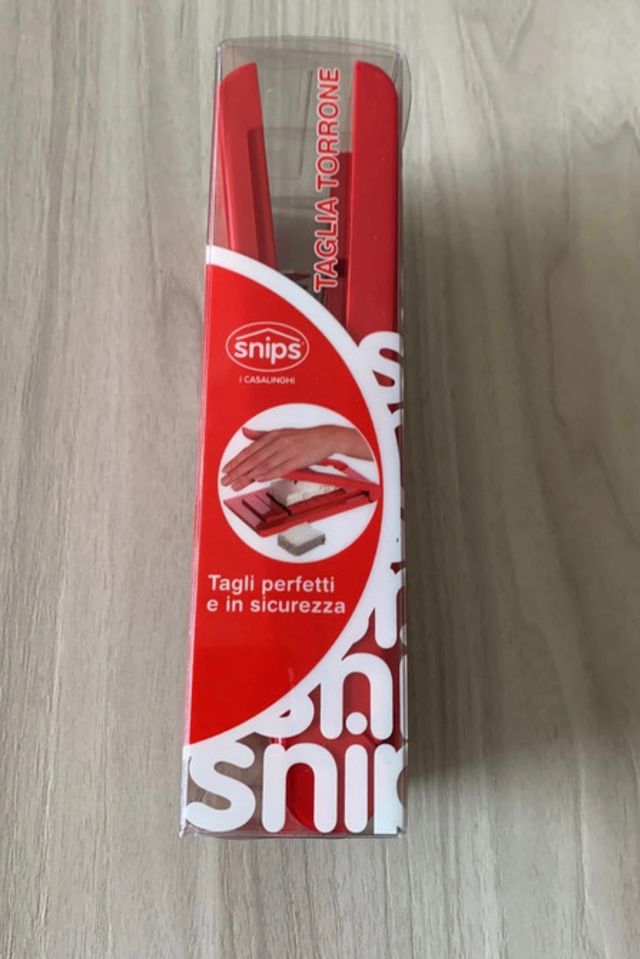 TAGLIA TORRONE
snips
I CASALINGHI
Tagli perfetti
e in sicurezza
snips